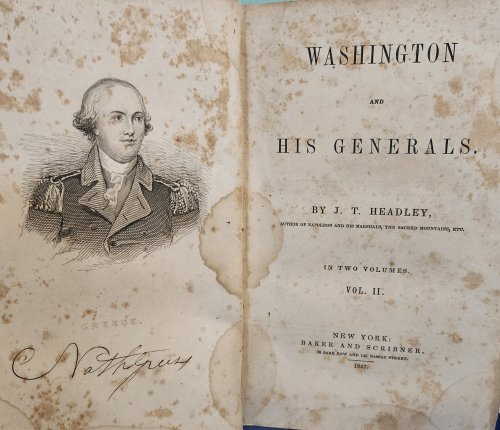 GREENE.
Nathlgreene
WASHINGTON
AND
HIS GENERALS.
BY J. T. HEADLEY,
AUTHOR OF NAPOLEON AND HIS MARSHALS, THE SACRED MOUNTAINS, ETC.
IN TWO VOLUMES.
VOL. II.
NEW YORK:
BAKER AND SCRIBNER,
36 PARK ROW AND 145 NASSAU STREET.
1847.